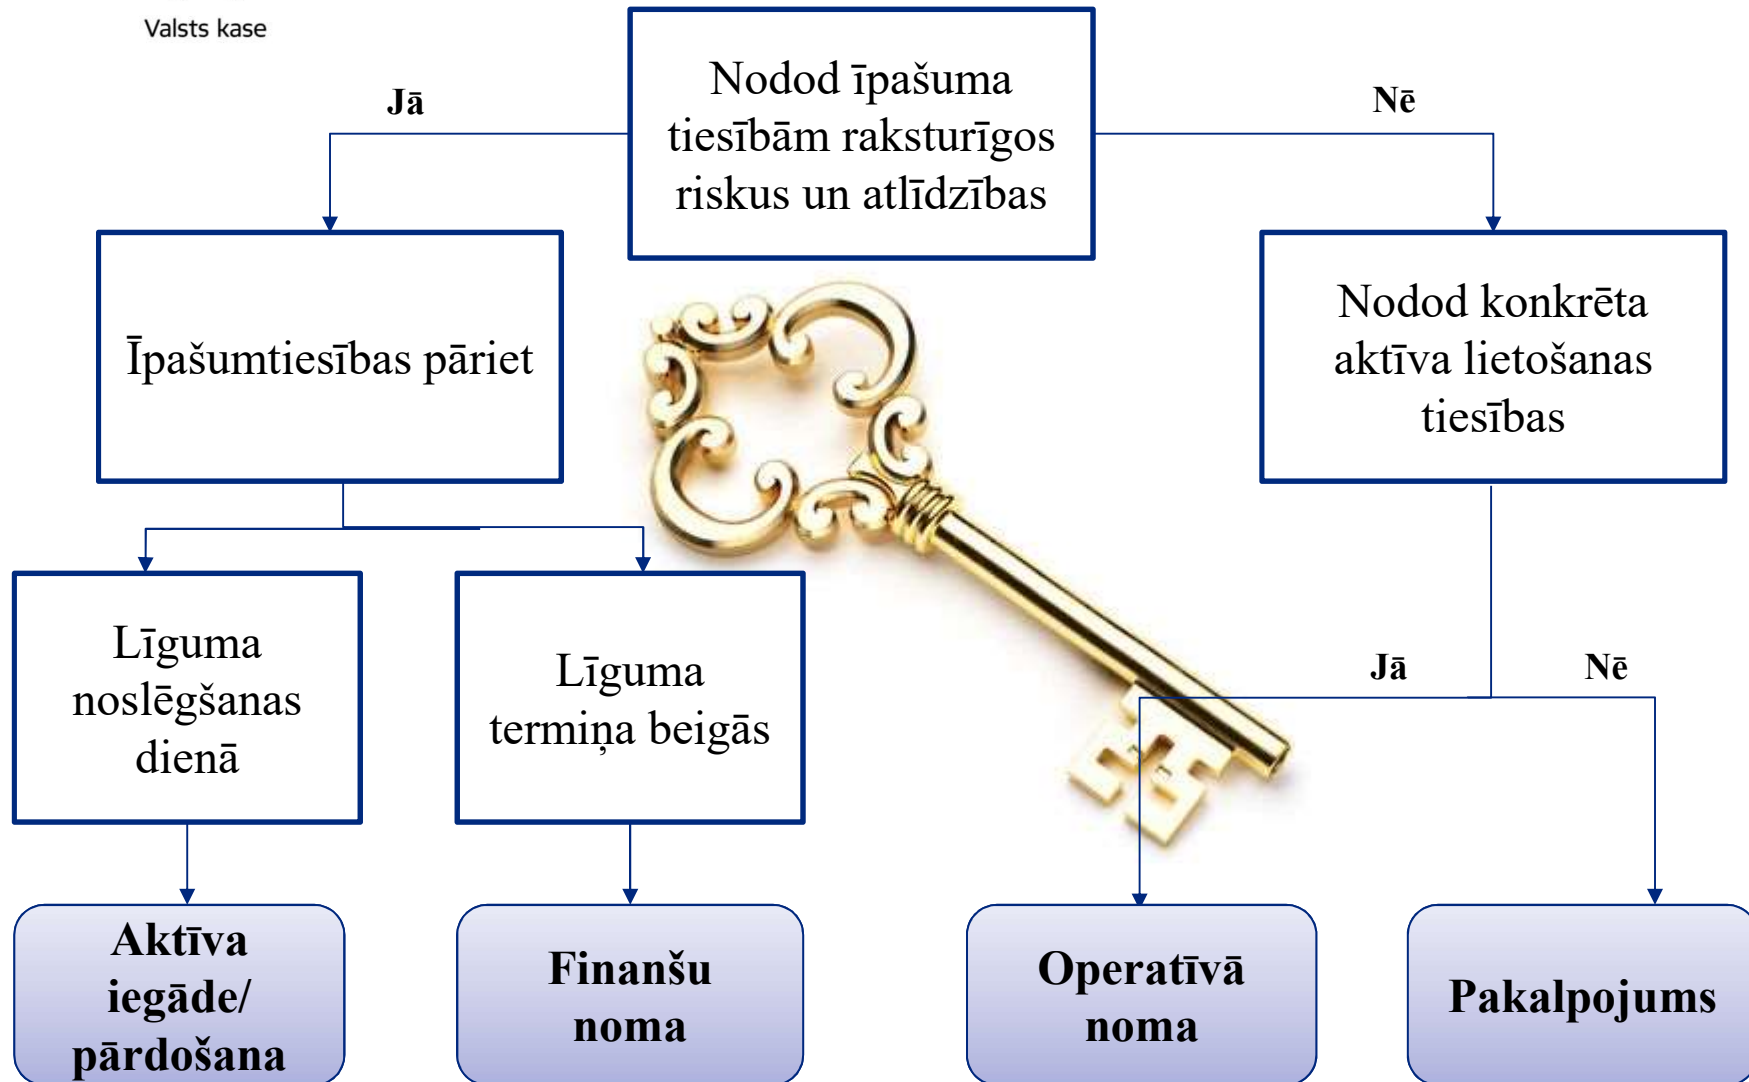 Valsts kase
Nodod īpašuma
tiesībām raksturīgos
riskus un atlīdzības
Jā
Nē
Īpašumtiesības pāriet
Nodod konkrēta
aktīva lietošanas
tiesības
Līguma
noslēgšanas
dienā
Līguma
termiņa beigās
Jā
Nē
Aktīva
iegāde/
pārdošana
Finanšu
noma
Operatīvā
noma
Pakalpojums